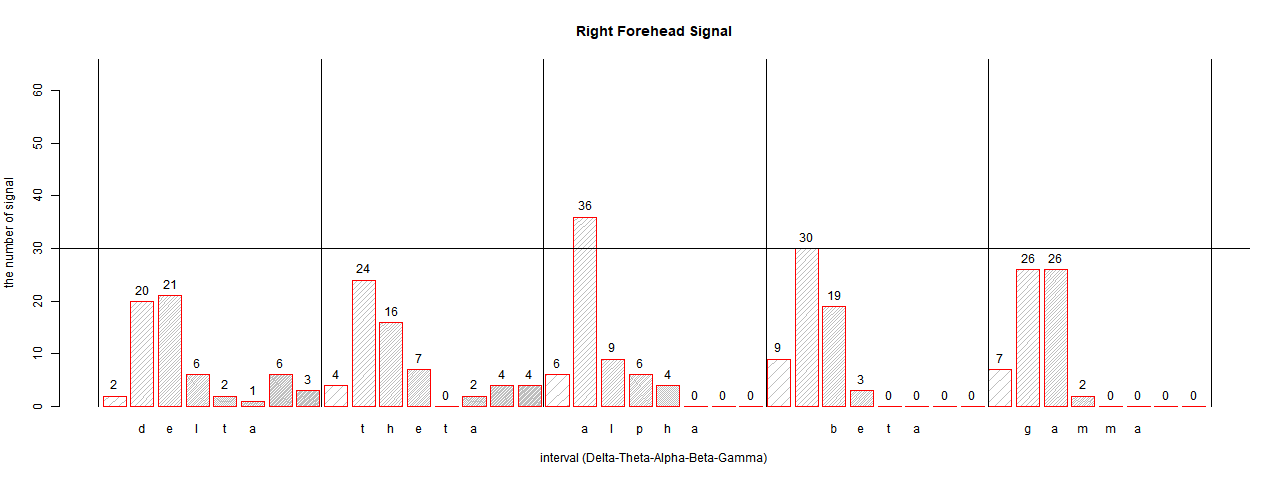 Right Forehead Signal
the number of signal
60
50
40
30
20
10
0
2 20 21 6 2 1 6 3
4 24 16 7 0 2 4 4
6 36 9 6 4 0 0 0
9 30 19 3 0 0 0 0
7 26 26 2 0 0 0 0
d e l t a t h e t a a l p h a b e t a g a m m a
interval (Delta-Theta-Alpha-Beta-Gamma)